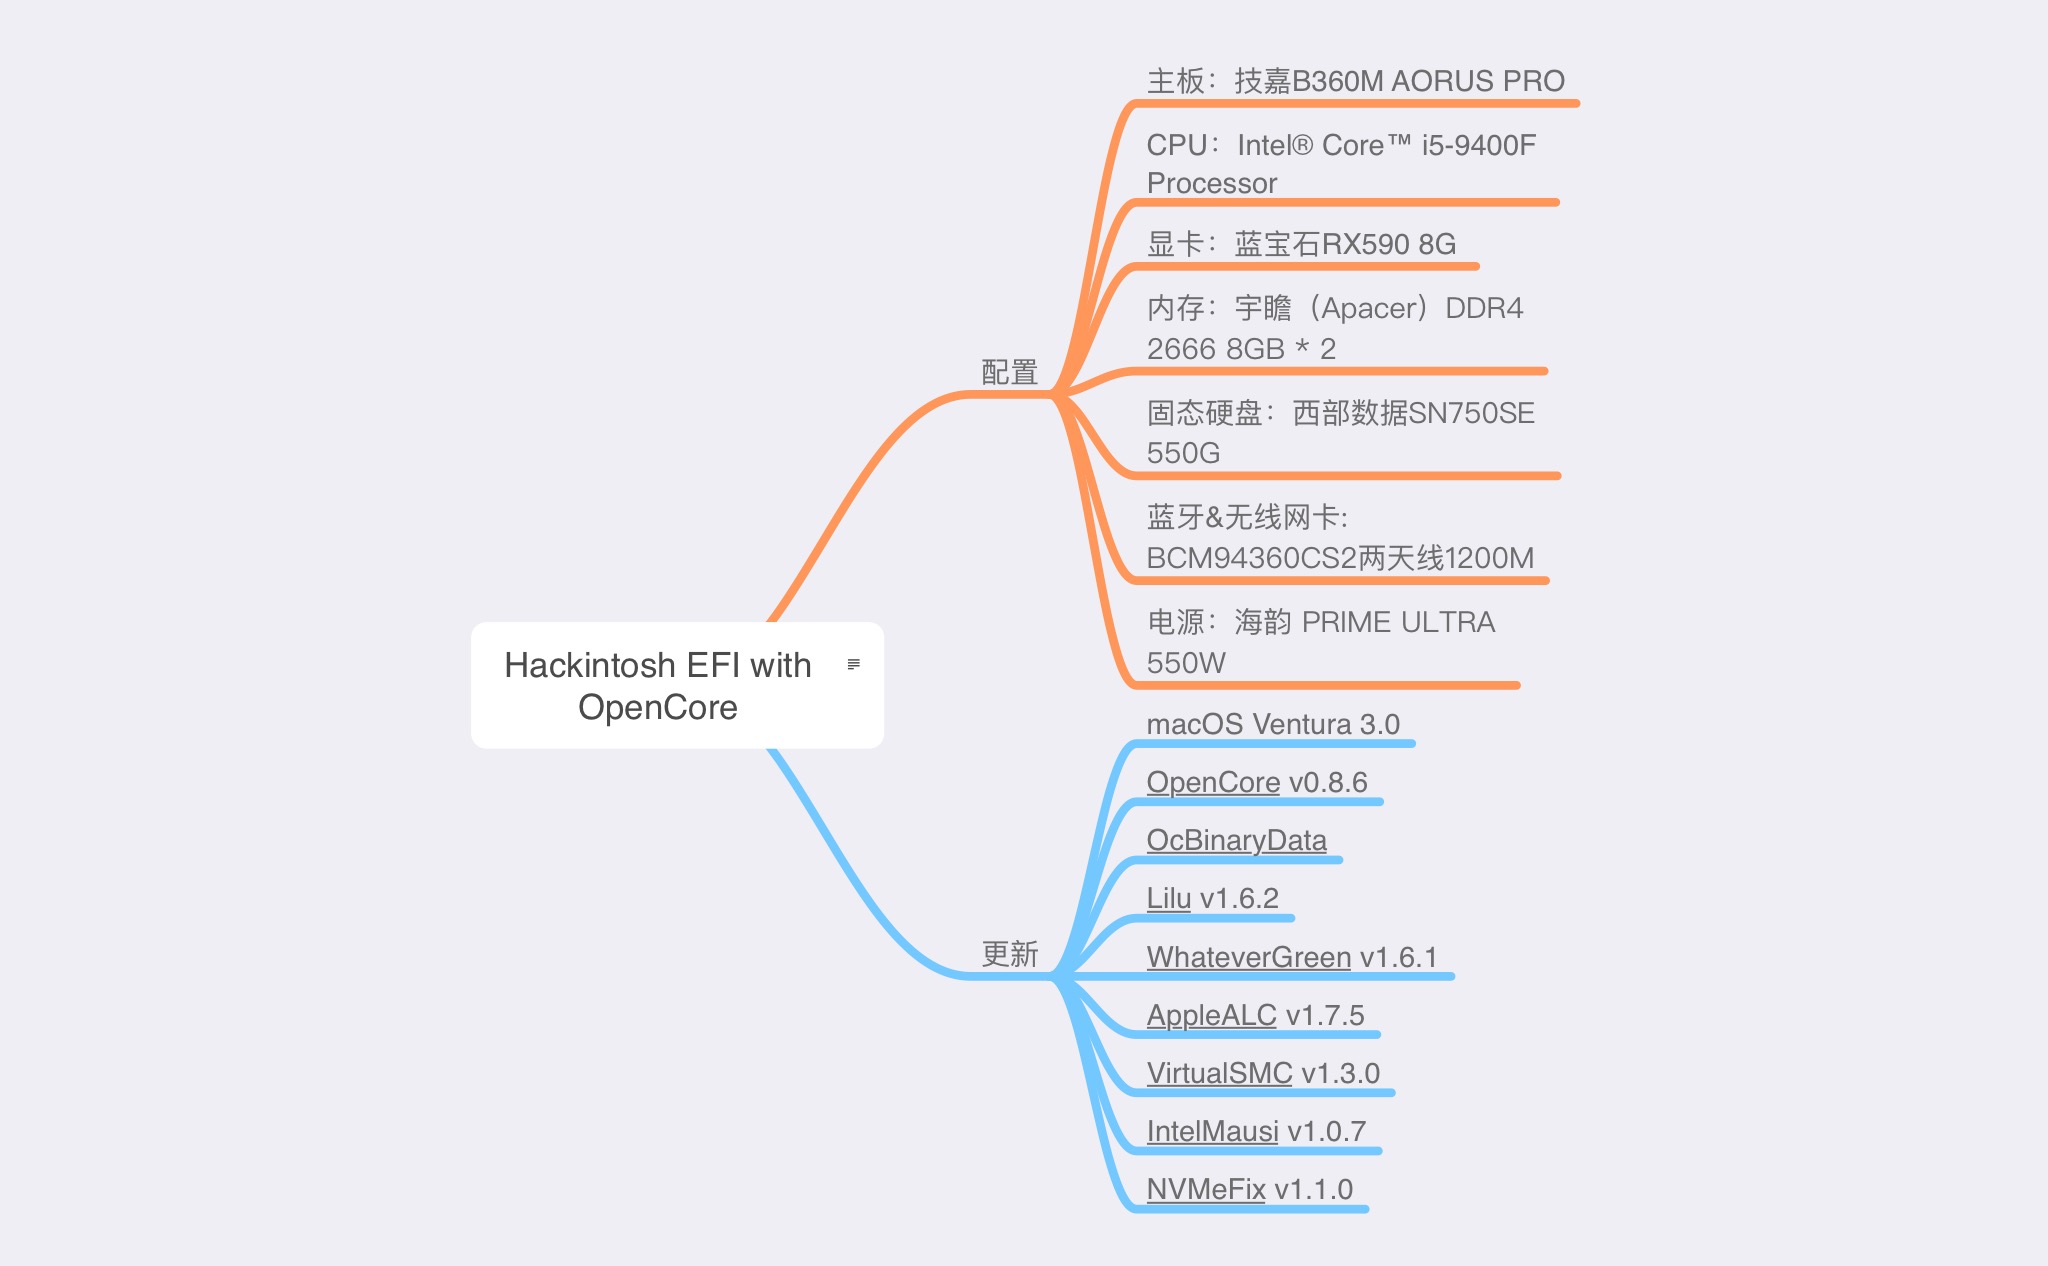 Hackintosh EFI with
OpenCore
配置
主板：技嘉B360M AORUS PRO
CPU：Intel® Core™ i5-9400F
Processor
显卡：蓝宝石RX590 8G
内存：宇瞻（Apacer）DDR4
2666 8GB * 2
固态硬盘：西部数据SN750SE
550G
蓝牙&无线网卡:
BCM94360CS2两天线1200M
电源：海韵 PRIME ULTRA
550W
更新
macOS Ventura 3.0
OpenCore v0.8.6
OcBinaryData
Lilu v1.6.2
WhateverGreen v1.6.1
AppleALC v1.7.5
VirtualSMC v1.3.0
IntelMausi v1.0.7
NVMeFix v1.1.0